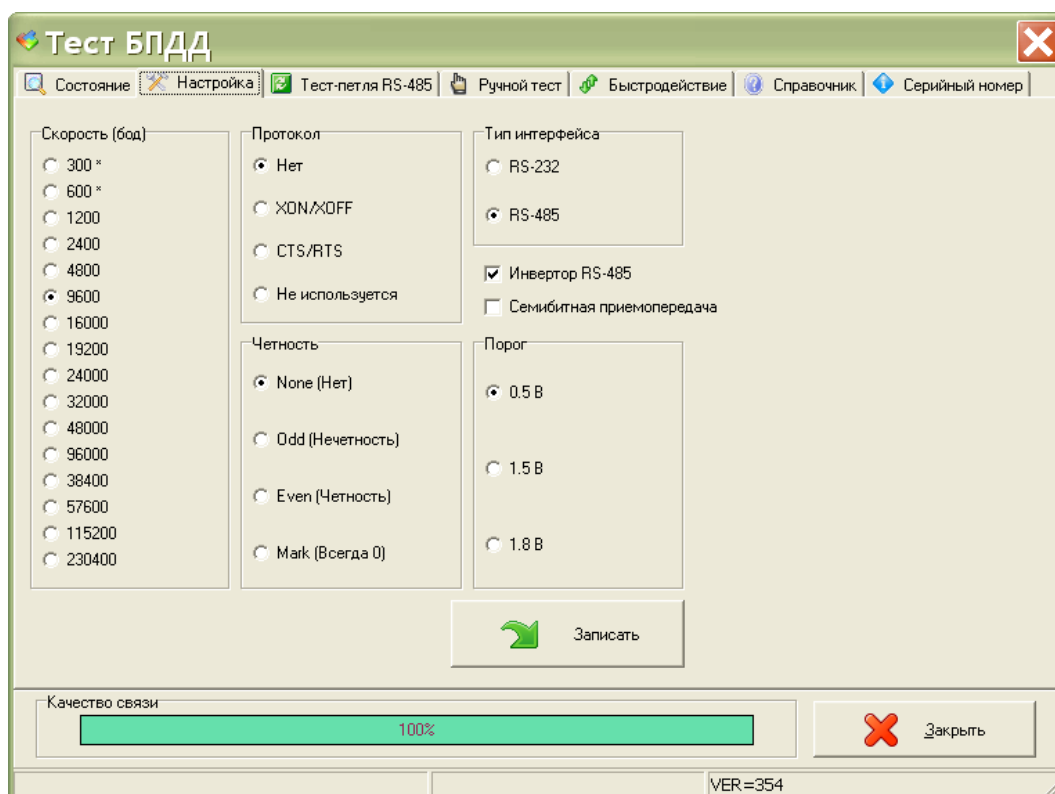 Тест БПДД
Состояние Настройка Тест-петля RS-485 Ручной тест Быстродействие Справочник Серийный номер
Скорость (бод)
300 *
600 *
1200
2400
4800
9600
16000
19200
24000
32000
48000
96000
38400
57600
115200
230400
Протокол
Нет
XON/XOFF
CTS/RTS
Не используется
Четность
None (Нет)
Odd (Нечетность)
Even (Четность)
Mark (Всегда 0)
Тип интерфейса
RS-232
RS-485
Инвертор RS-485
Семибитная приемопередача
Порог
0.5 В
1.5 В
1.8 В
Записать
Качество связи
100%
Закрыть
VER=354